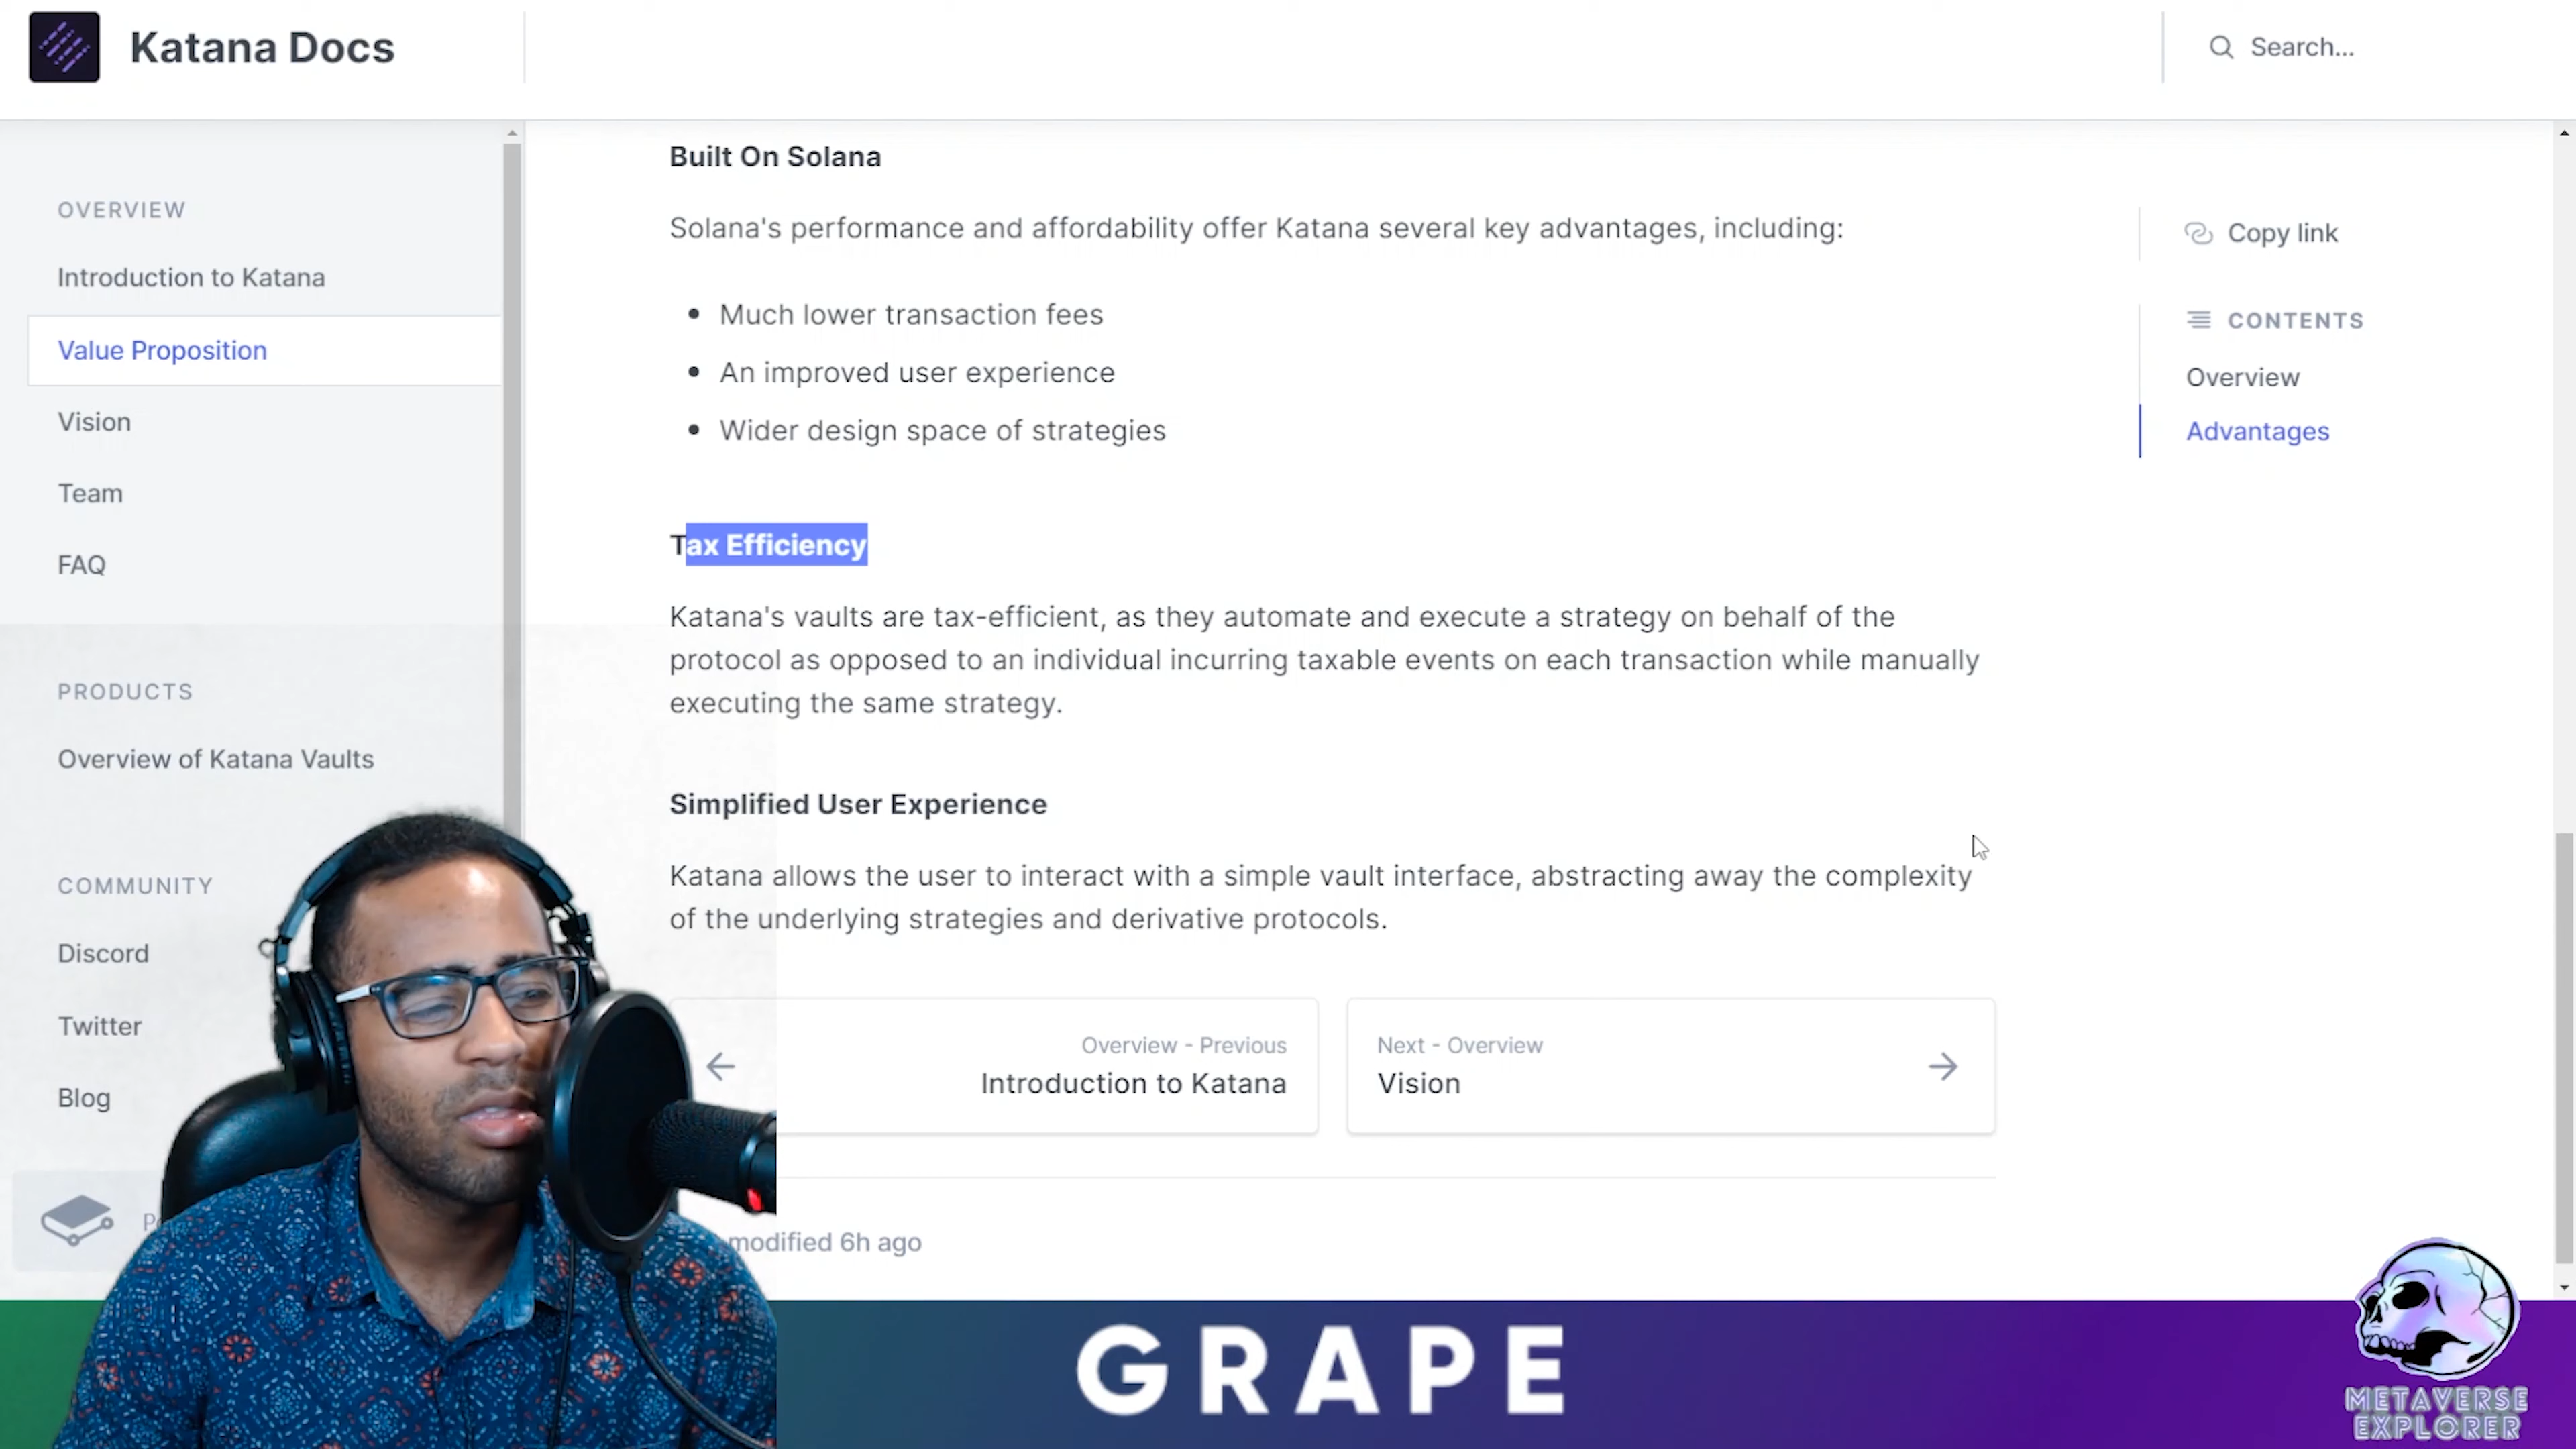 Katana Docs
Search...
OVERVIEW
Introduction to Katana
Value Proposition
Vision
Team
FAQ
PRODUCTS
Overview of Katana Vaults
COMMUNITY
Discord
Twitter
Blog
Built On Solana
Solana's performance and affordability offer Katana several key advantages, including:
• Much lower transaction fees
• An improved user experience
• Wider design space of strategies
Tax Efficiency
Katana's vaults are tax-efficient, as they automate and execute a strategy on behalf of the
protocol as opposed to an individual incurring taxable events on each transaction while manually
executing the same strategy.
Simplified User Experience
Katana allows the user to interact with a simple vault interface, abstracting away the complexity
of the underlying strategies and derivative protocols.
Overview - Previous
Introduction to Katana
Next - Overview
Vision
modified 6h ago
Copy link
CONTENTS
Overview
Advantages
GRAPE
METAVERSE
EXPLORER